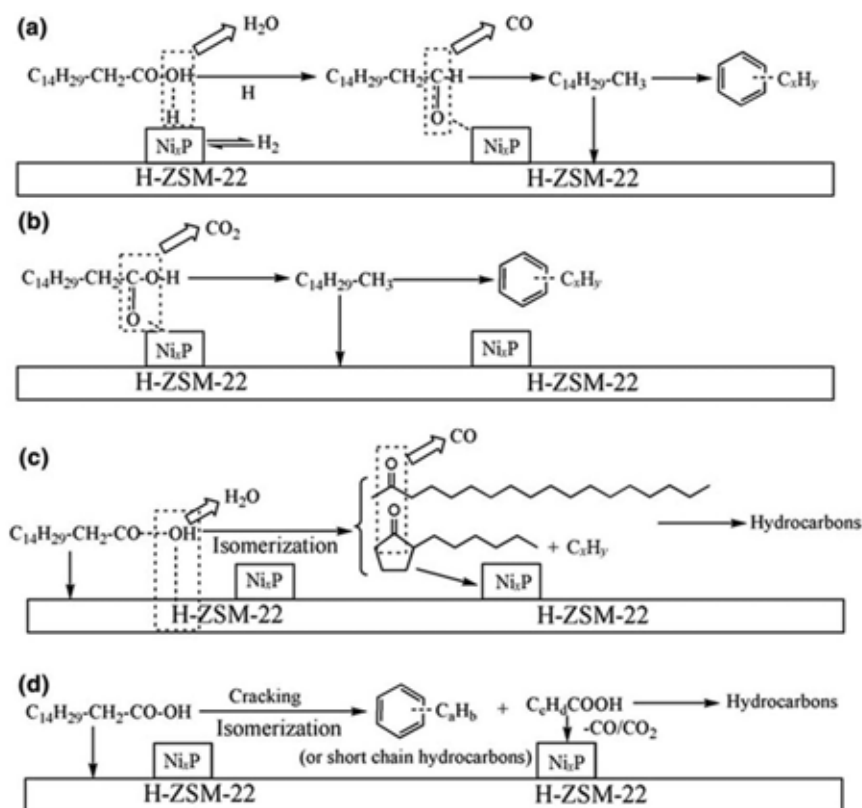 (a)
H₂O
CO
C₁₄H₂₉-CH₂-CO-OH
H
C₁₄H₂₉-CH₂C-H
C₁₄H₂₉-CH₃
CₓHᵧ
O
H
NiₓP
H₂
NiₓP
H-ZSM-22
H-ZSM-22
(b)
CO₂
C₁₄H₂₉-CH₂C-O-H
C₁₄H₂₉-CH₃
CₓHᵧ
O
NiₓP
NiₓP
H-ZSM-22
H-ZSM-22
(c)
CO
O
H₂O
C₁₄H₂₉-CH₂-CO-OH
Isomerization
O
+ CₓHᵧ
Hydrocarbons
NiₓP
NiₓP
H-ZSM-22
H-ZSM-22
(d)
C₁₄H₂₉-CH₂-CO-OH
Cracking
Isomerization
CₐH_b
+
C_cH_dCOOH
Hydrocarbons
-CO/CO₂
(or short chain hydrocarbons)
NiₓP
NiₓP
H-ZSM-22
H-ZSM-22